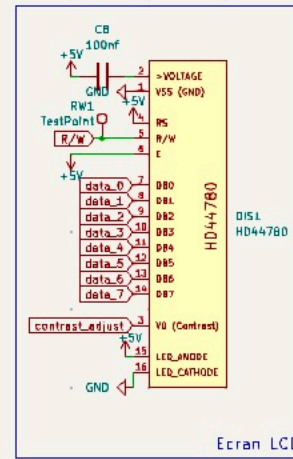 C8
100nf
+5V
2 >VOLTAGE
GND 1 VSS (GND)
RW1 +5V
TestPoint 4 RS
R/W 5 R/W
6 E
+5V
data_0 7 DB0
data_1 8 DB1
data_2 9 DB2
data_3 10 DB3
data_4 11 DB4
data_5 12 DB5
data_6 13 DB6
data_7 14 DB7
HD44780
DIS1
HD44780
contrast_adjust 3 V0 (Contrast)
+5V
15 LED_ANODE
16 LED_CATHODE
GND
Ecran LCD